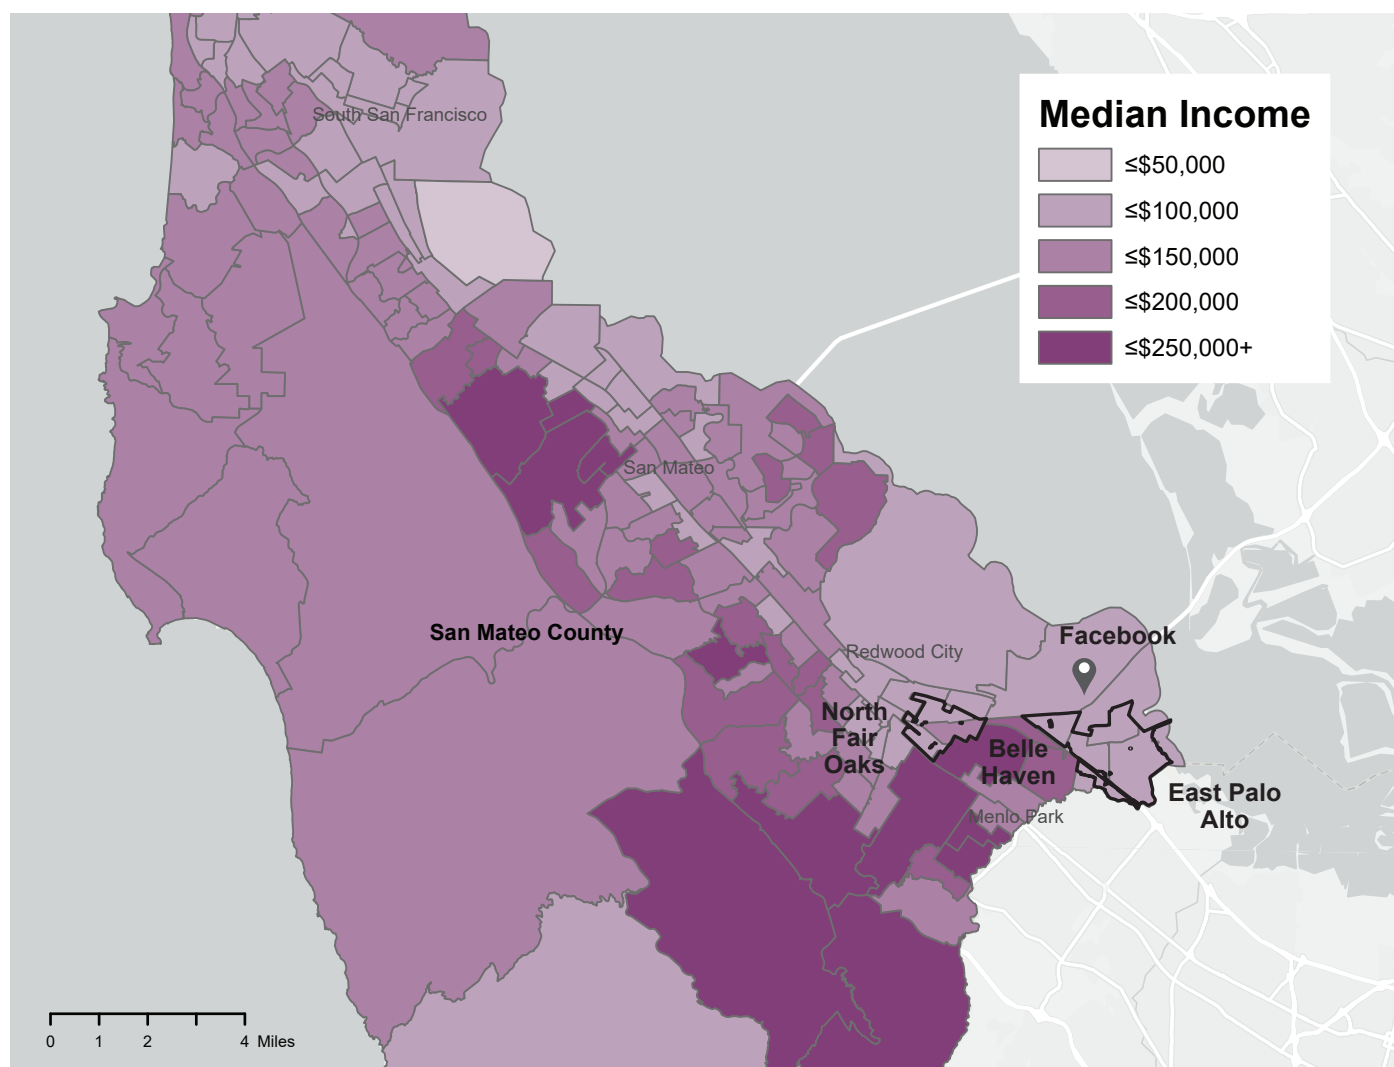 South San Francisco
Median Income
≤$50,000
≤$100,000
≤$150,000
≤$200,000
≤$250,000+
San Mateo
San Mateo County
Facebook
Redwood City
North
Fair
Oaks
Belle
Haven
East Palo
Alto
Menlo Park
0 1 2 4 Miles